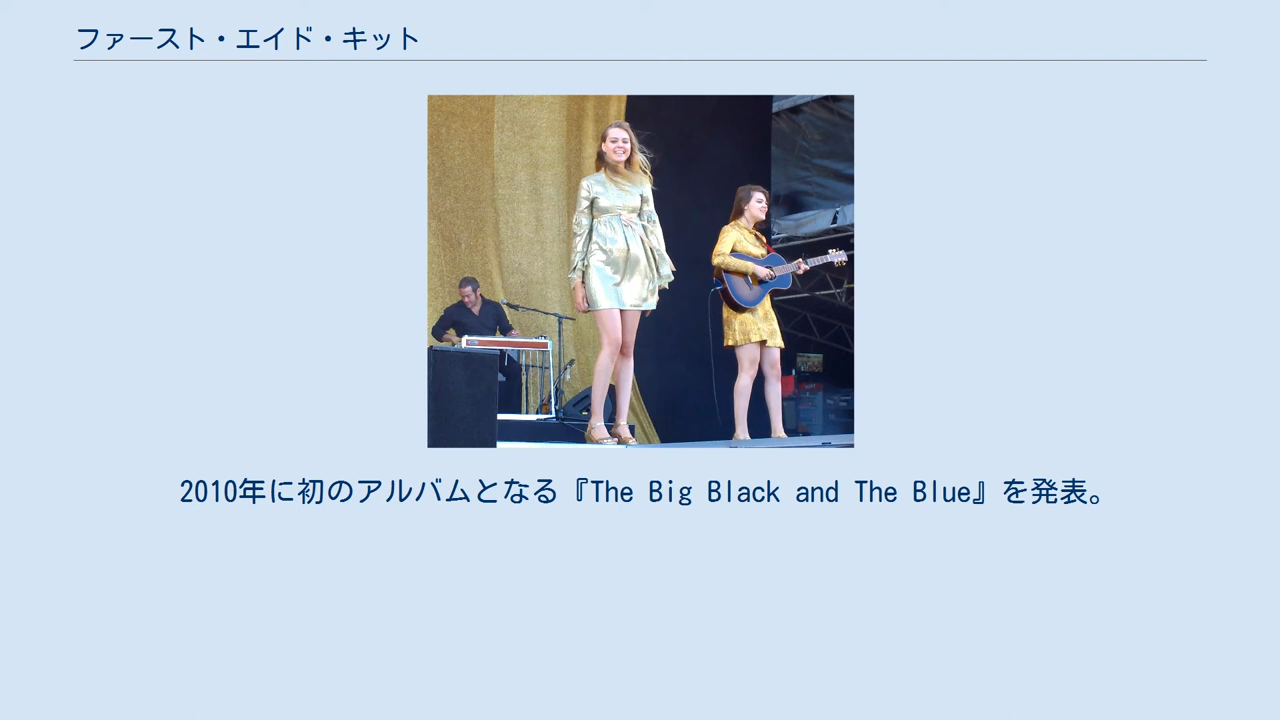 ファースト・エイド・キット
2010年に初のアルバムとなる『The Big Black and The Blue』を発表。